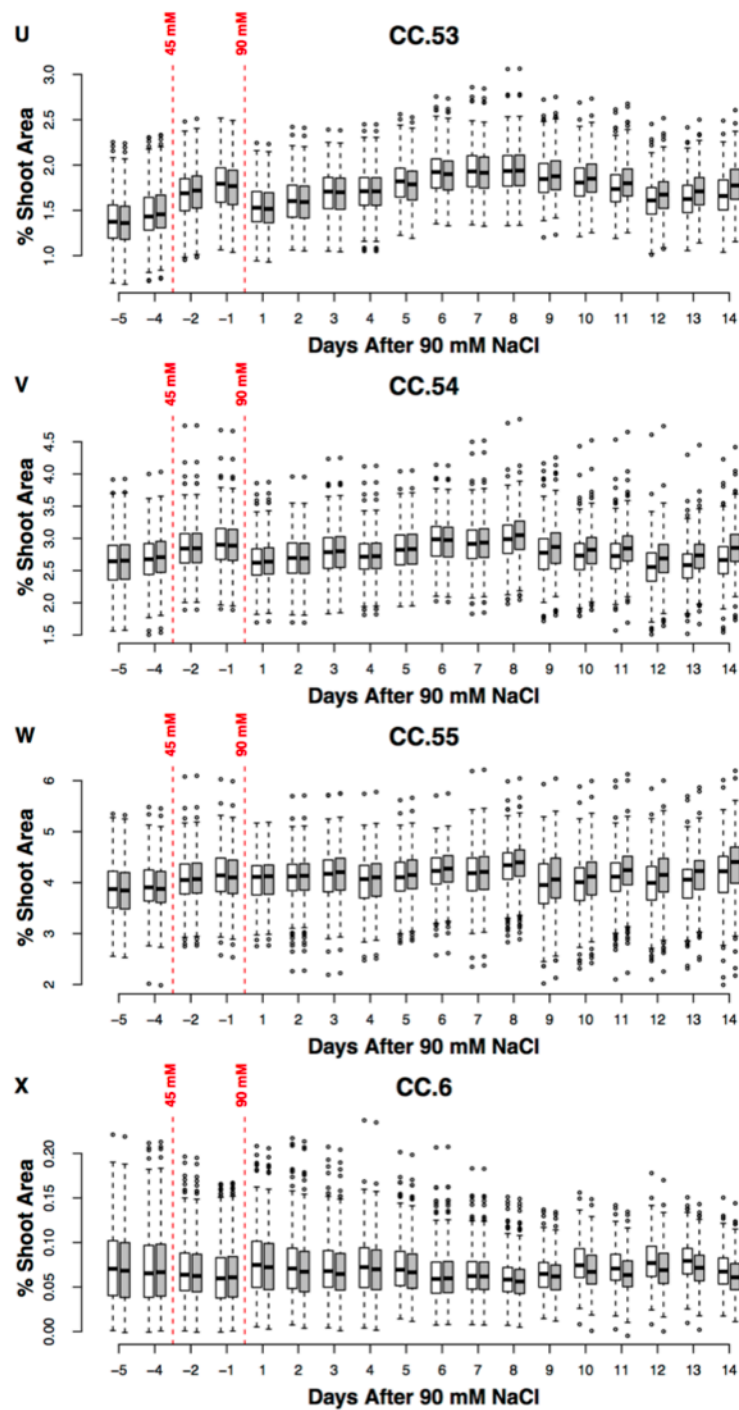 U
CC.53
45 mM
90 mM
% Shoot Area
3.0
2.5
2.0
1.5
1.0
-5 -4 -2 -1 1 2 3 4 5 6 7 8 9 10 11 12 13 14
Days After 90 mM NaCl
V
CC.54
45 mM
90 mM
% Shoot Area
4.5
4.0
3.5
3.0
2.5
2.0
1.5
-5 -4 -2 -1 1 2 3 4 5 6 7 8 9 10 11 12 13 14
Days After 90 mM NaCl
W
CC.55
45 mM
90 mM
% Shoot Area
6
5
4
3
2
-5 -4 -2 -1 1 2 3 4 5 6 7 8 9 10 11 12 13 14
Days After 90 mM NaCl
X
CC.6
45 mM
90 mM
% Shoot Area
0.20
0.15
0.10
0.05
0.00
-5 -4 -2 -1 1 2 3 4 5 6 7 8 9 10 11 12 13 14
Days After 90 mM NaCl